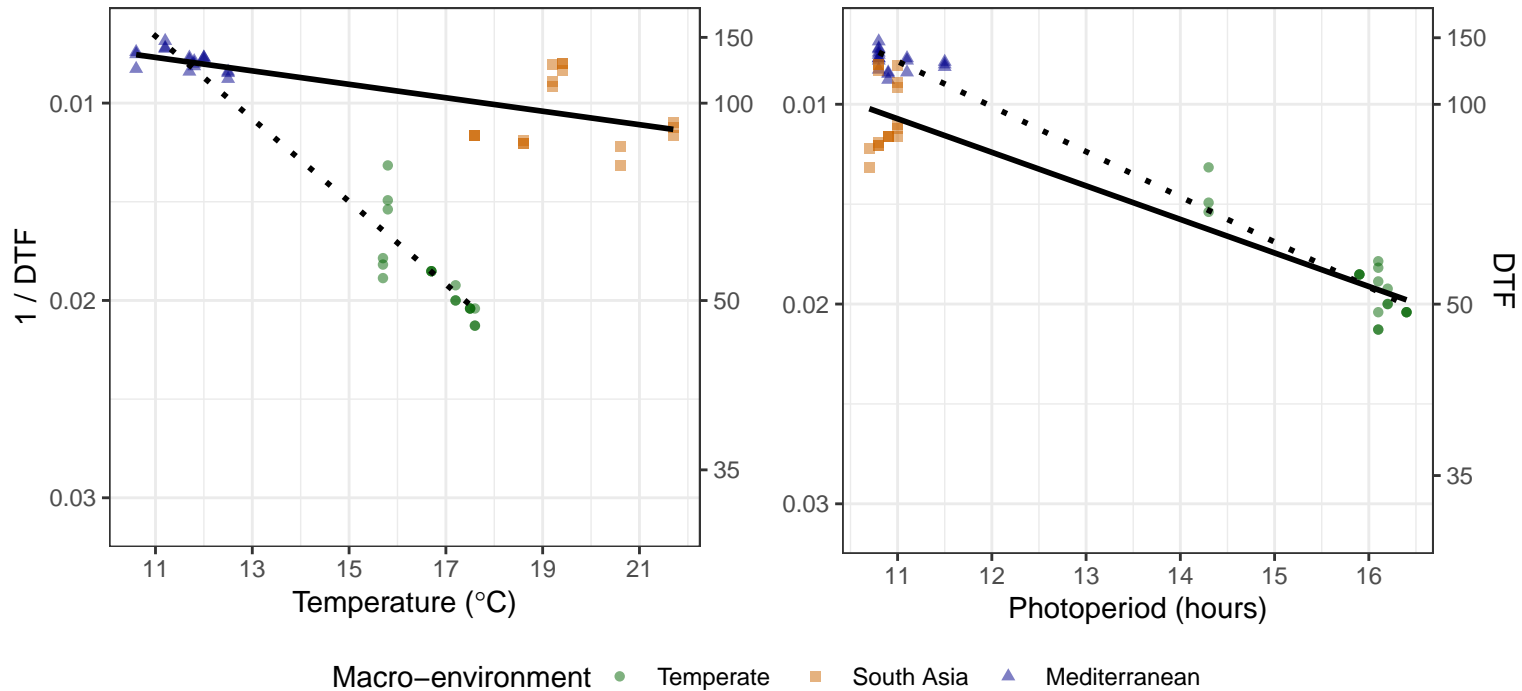 1 / DTF
0.01
0.02
0.03
150
100
50
35
11 13 15 17 19 21
Temperature (°C)
0.01
0.02
0.03
150
100
50
35
DTF
11 12 13 14 15 16
Photoperiod (hours)
Macro−environment Temperate South Asia Mediterranean